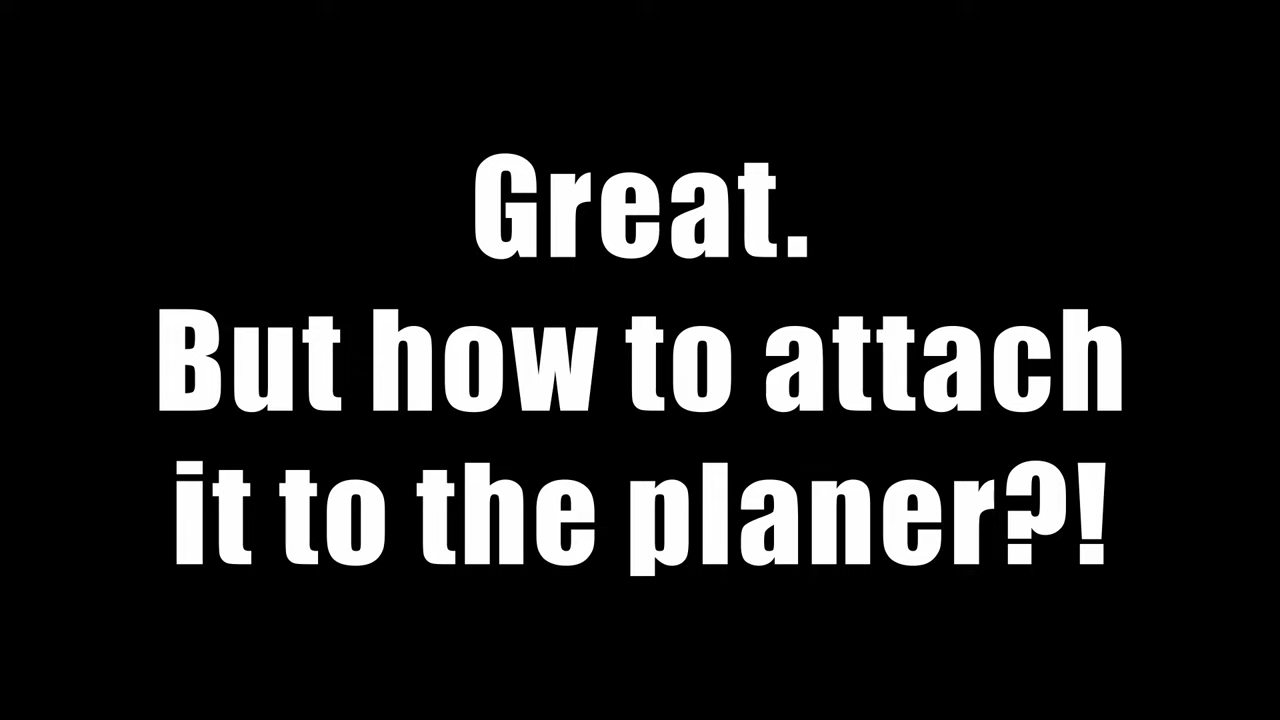 Great.
But how to attach
it to the planer?!